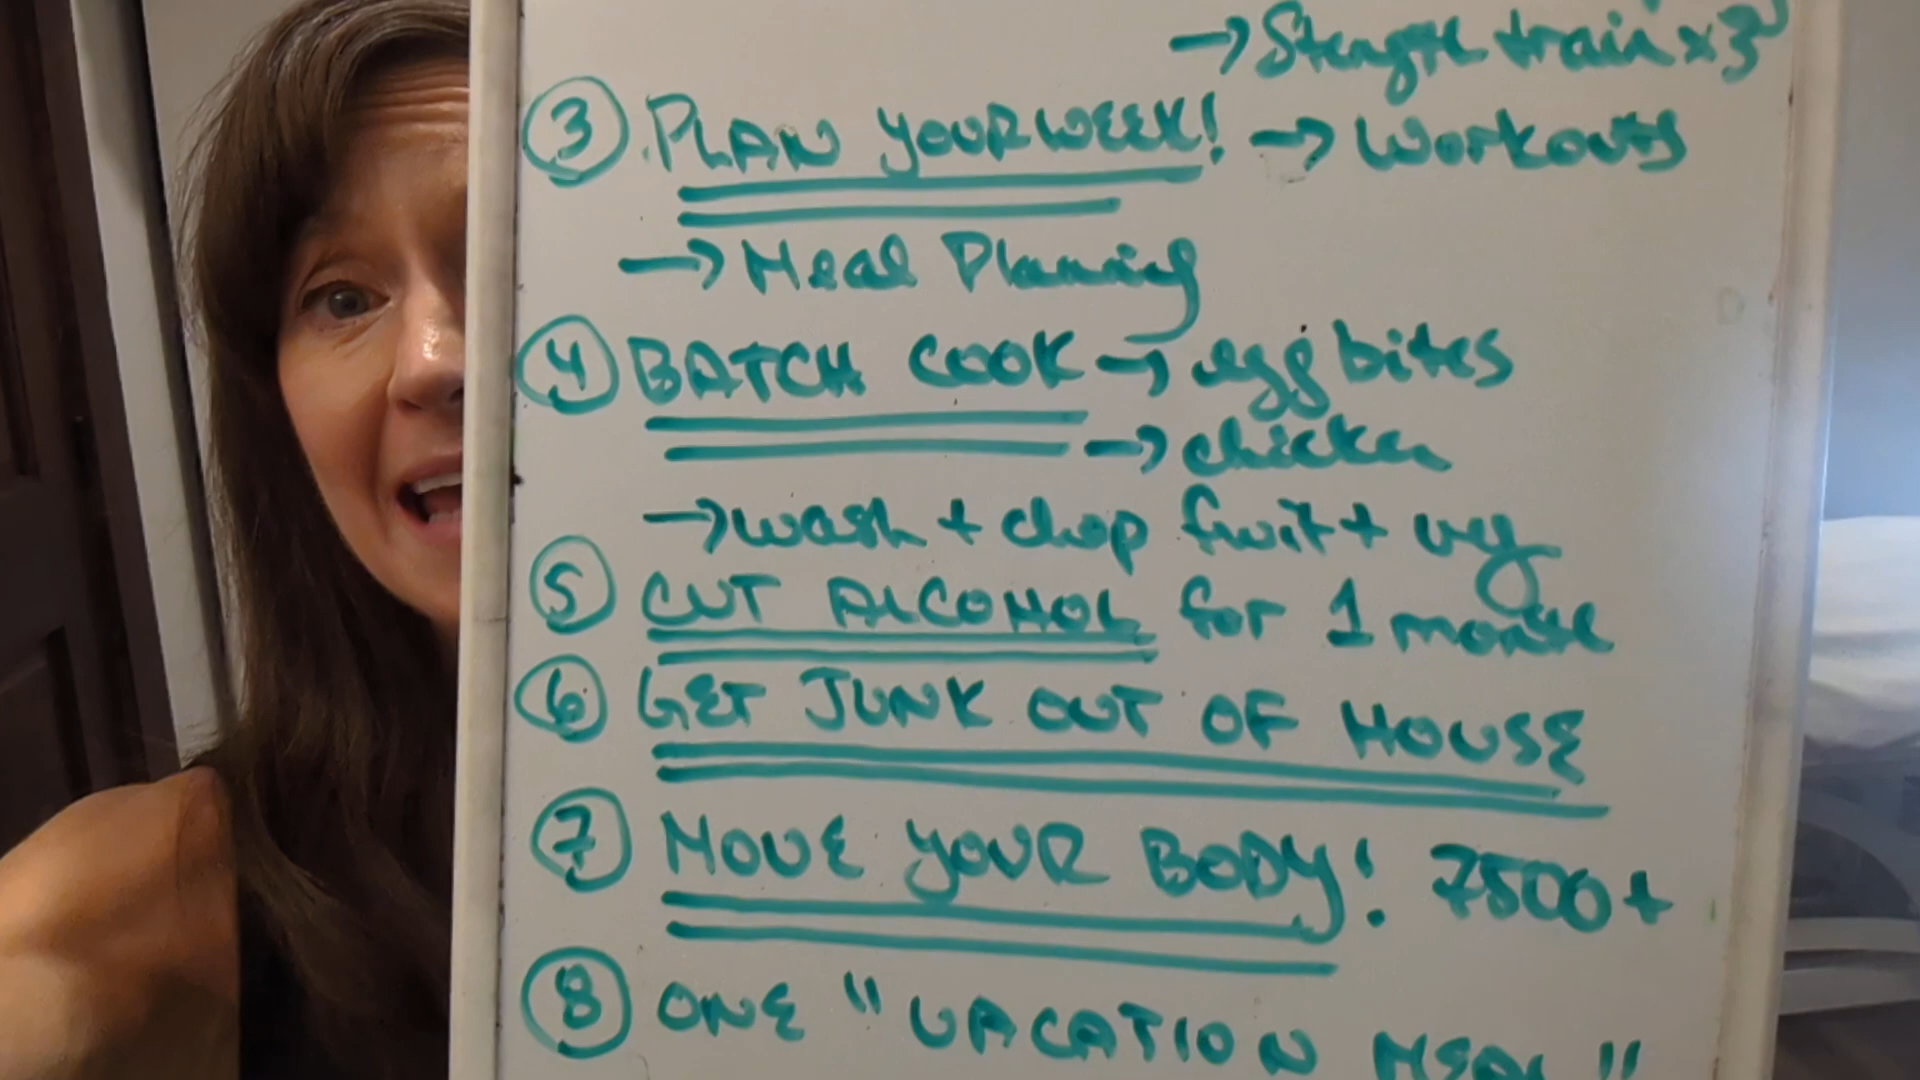 → Stength train x3
③ PLAN YOUR WEEK! → Workouts
→ Meal Planning
④ BATCH COOK → egg bites
→ chicken
→ wash + chop fruit + veg
⑤ CUT ALCOHOL for 1 month
⑥ GET JUNK OUT OF HOUSE
⑦ MOVE YOUR BODY! 7500+
⑧ ONE "VACATION MEAL"